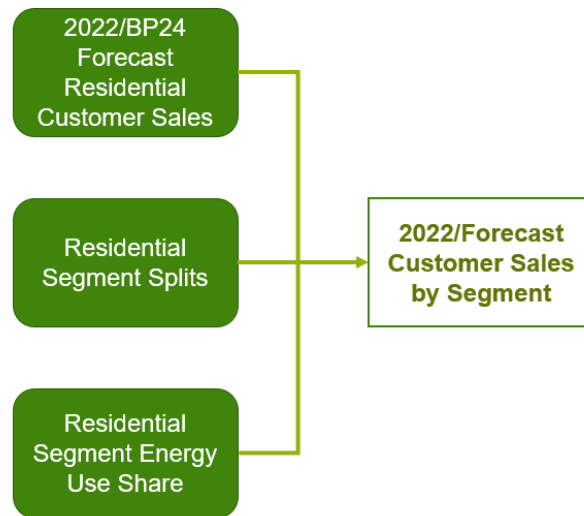 2022/BP24
Forecast
Residential
Customer Sales
Residential
Segment Splits
2022/Forecast
Customer Sales
by Segment
Residential
Segment Energy
Use Share